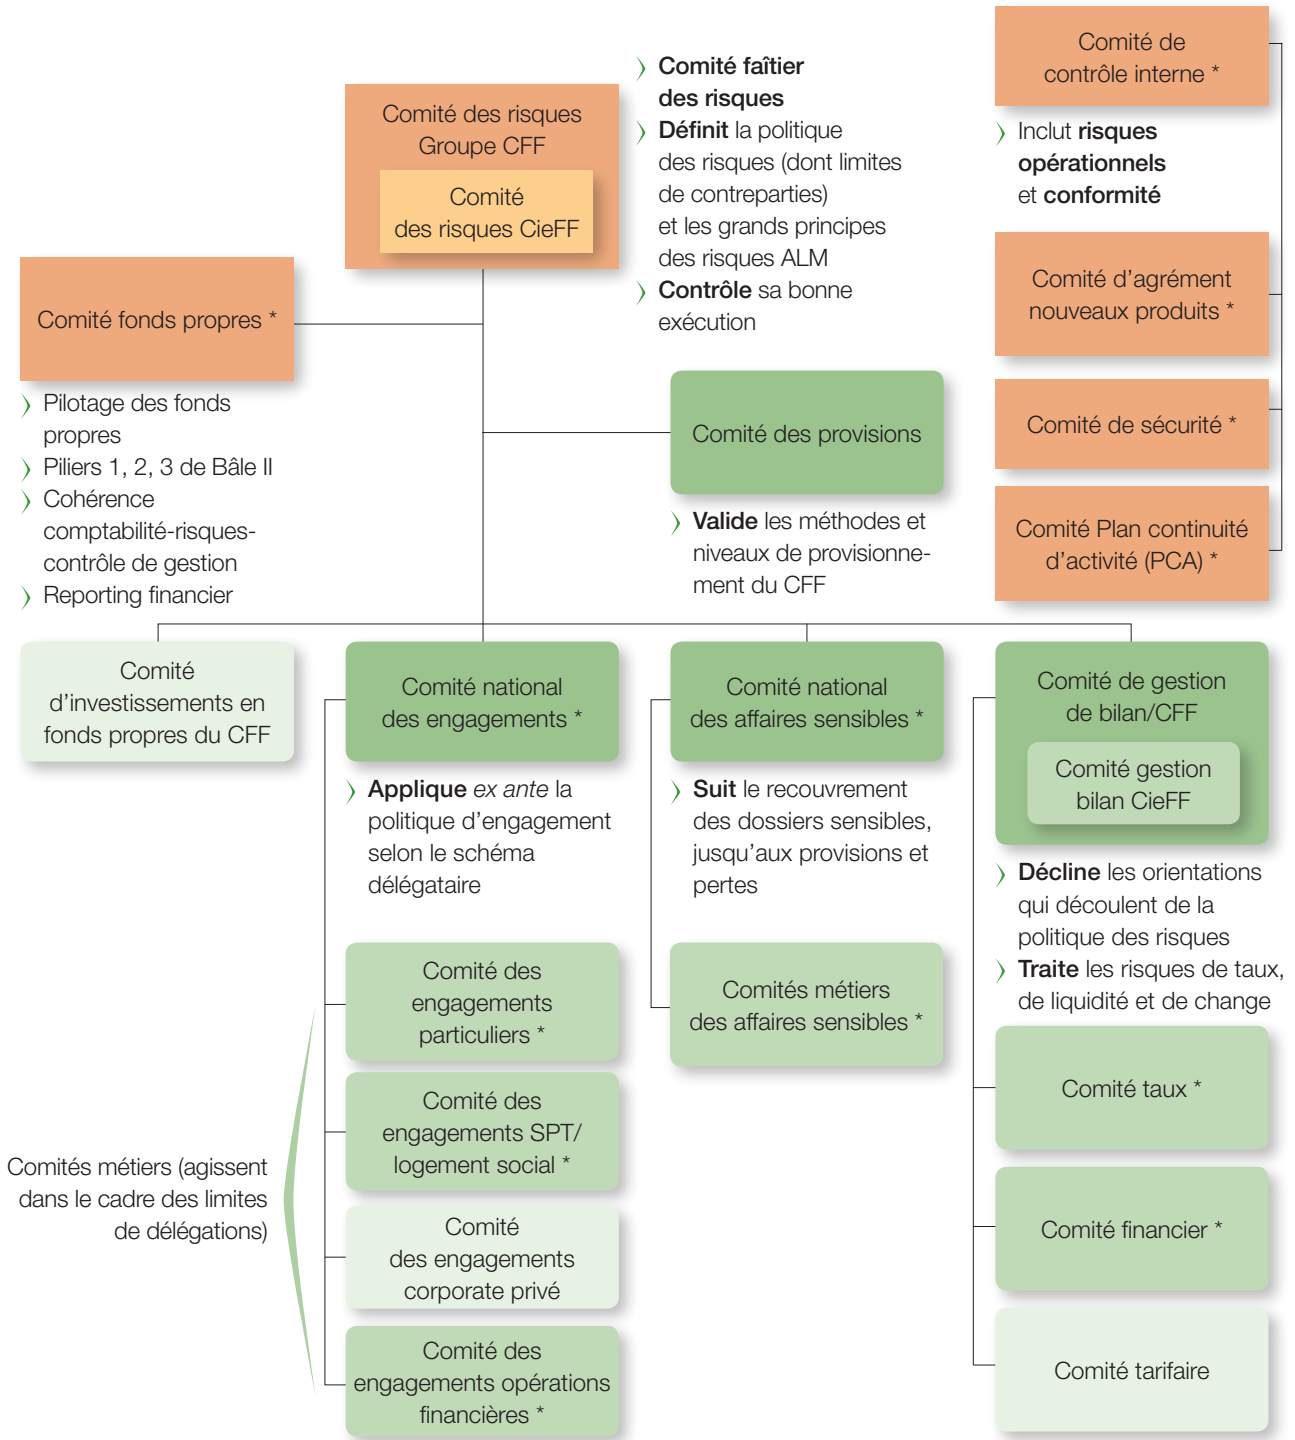 Comité des risques
Groupe CFF
Comité
des risques CieFF
Comité faîtier
des risques
Définit la politique
des risques (dont limites
de contreparties)
et les grands principes
des risques ALM
Contrôle sa bonne
exécution
Comité de
contrôle interne *
Inclut risques
opérationnels
et conformité
Comité d'agrément
nouveaux produits *
Comité de sécurité *
Comité Plan continuité
d'activité (PCA) *
Comité fonds propres *
Pilotage des fonds
propres
Piliers 1, 2, 3 de Bâle II
Cohérence
comptabilité-risques-
contrôle de gestion
Reporting financier
Comité des provisions
Valide les méthodes et
niveaux de provisionne-
ment du CFF
Comité
d'investissements en
fonds propres du CFF
Comité national
des engagements *
Applique ex ante la
politique d'engagement
selon le schéma
délégataire
Comité des
engagements
particuliers *
Comité des
engagements SPT/
logement social *
Comité
des engagements
corporate privé
Comité des
engagements opérations
financières *
Comités métiers (agissent
dans le cadre des limites
de délégations)
Comité national
des affaires sensibles *
Suit le recouvrement
des dossiers sensibles,
jusqu'aux provisions et
pertes
Comités métiers
des affaires sensibles *
Comité de gestion
de bilan/CFF
Comité gestion
bilan CieFF
Décline les orientations
qui découlent de la
politique des risques
Traite les risques de taux,
de liquidité et de change
Comité taux *
Comité financier *
Comité tarifaire